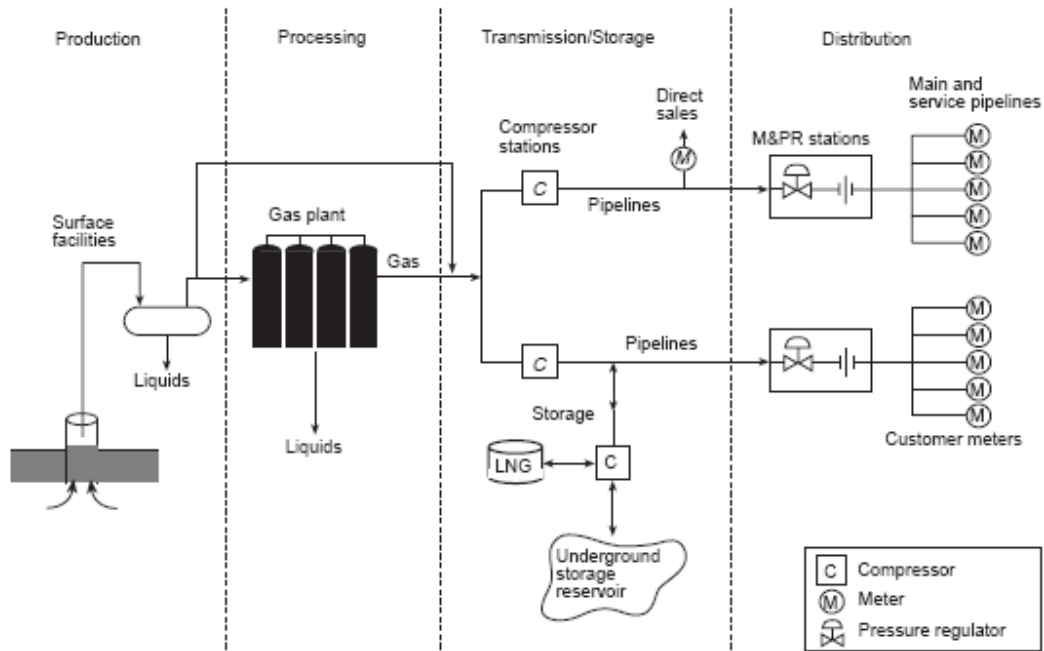 Production
Processing
Transmission/Storage
Distribution
Direct
sales
Main and
service pipelines
Compressor
stations
M&PR stations
M
M
M
M
M
M
C
Pipelines
Surface
facilities
Gas plant
Gas
Liquids
Liquids
C
Pipelines
M
M
M
M
M
Customer meters
Storage
LNG
C
Underground
storage
reservoir
C Compressor
M Meter
Pressure regulator